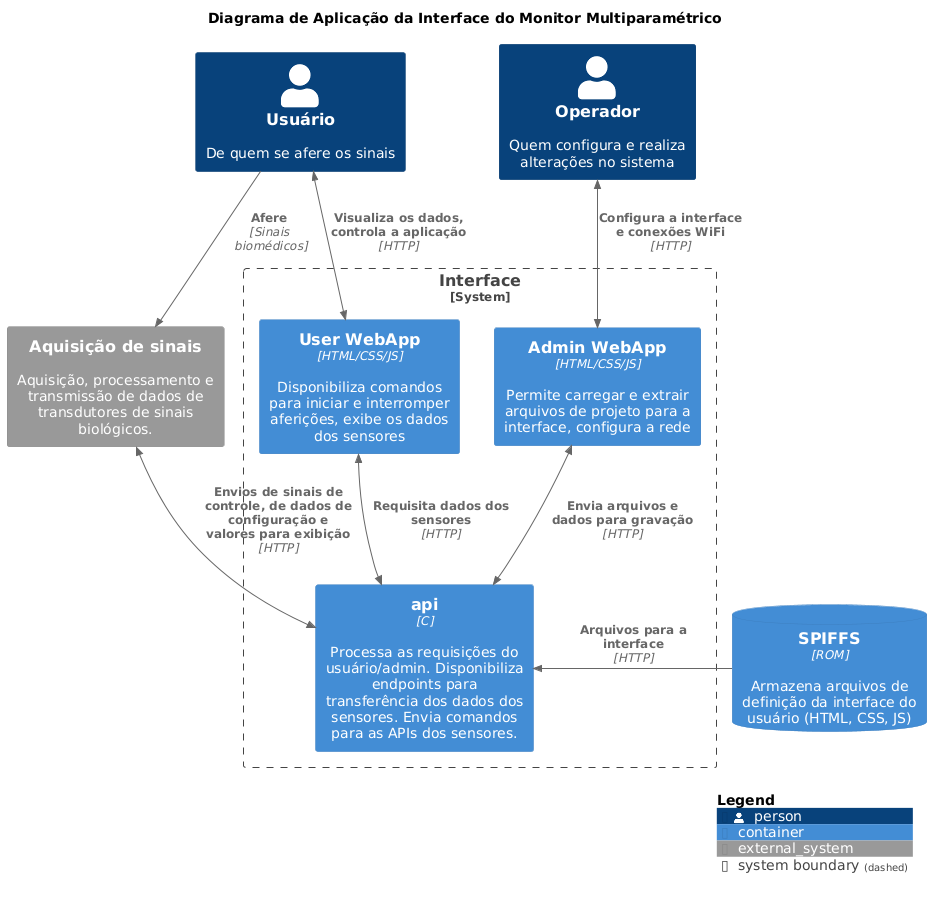 Diagrama de Aplicação da Interface do Monitor Multiparamétrico
Usuário
De quem se afere os sinais
Operador
Quem configura e realiza
alterações no sistema
Afere
[Sinais
biomédicos]
Visualiza os dados,
controla a aplicação
[HTTP]
Configura a interface
e conexões WiFi
[HTTP]
Interface
[System]
Aquisição de sinais
Aquisição, processamento e
transmissão de dados de
transdutores de sinais
biológicos.
User WebApp
[HTML/CSS/JS]
Disponibiliza comandos
para iniciar e interromper
aferições, exibe os dados
dos sensores
Admin WebApp
[HTML/CSS/JS]
Permite carregar e extrair
arquivos de projeto para a
interface, configura a rede
Envios de sinais de
controle, de dados de
configuração e
valores para exibição
[HTTP]
Requisita dados dos
sensores
[HTTP]
Envia arquivos e
dados para gravação
[HTTP]
api
[C]
Processa as requisições do
usuário/admin. Disponibiliza
endpoints para
transferência dos dados dos
sensores. Envia comandos
para as APIs dos sensores.
Arquivos para a
interface
[HTTP]
SPIFFS
[ROM]
Armazena arquivos de
definição da interface do
usuário (HTML, CSS, JS)
Legend
person
container
external_system
system boundary (dashed)